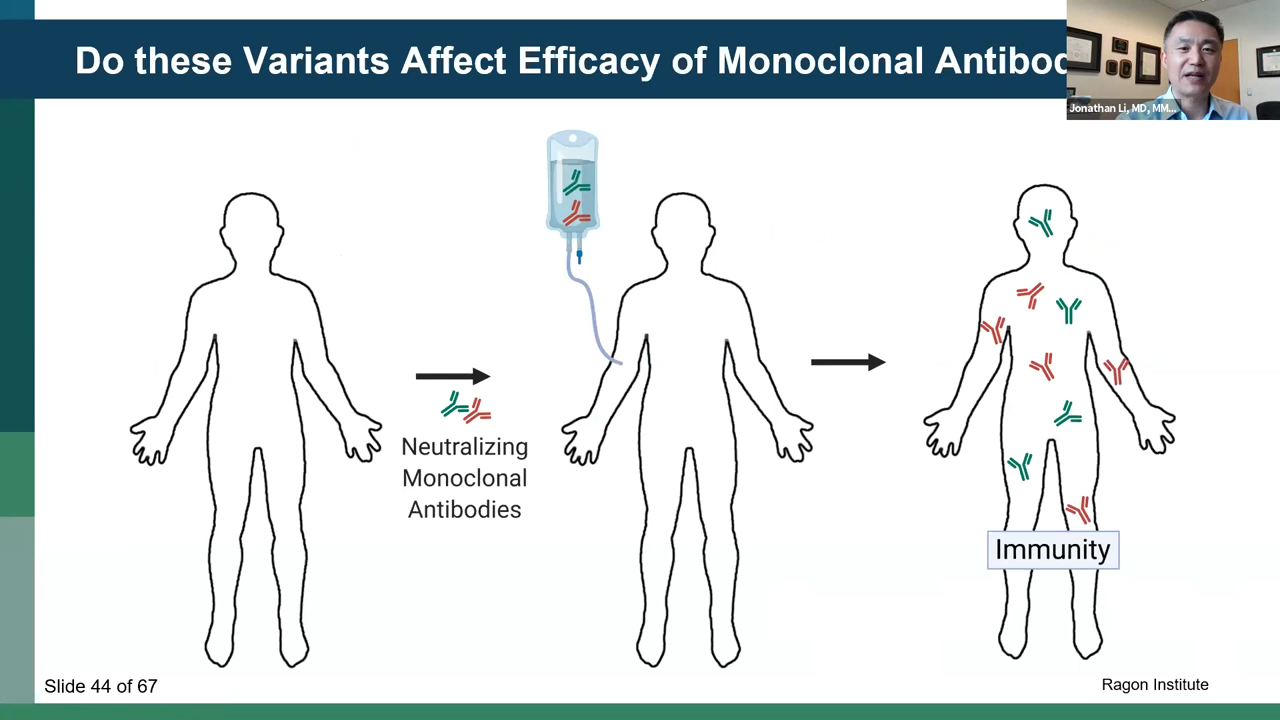 Do these Variants Affect Efficacy of Monoclonal Antiboc
Jonathan Li, MD, MM...
Neutralizing
Monoclonal
Antibodies
Immunity
Slide 44 of 67
Ragon Institute